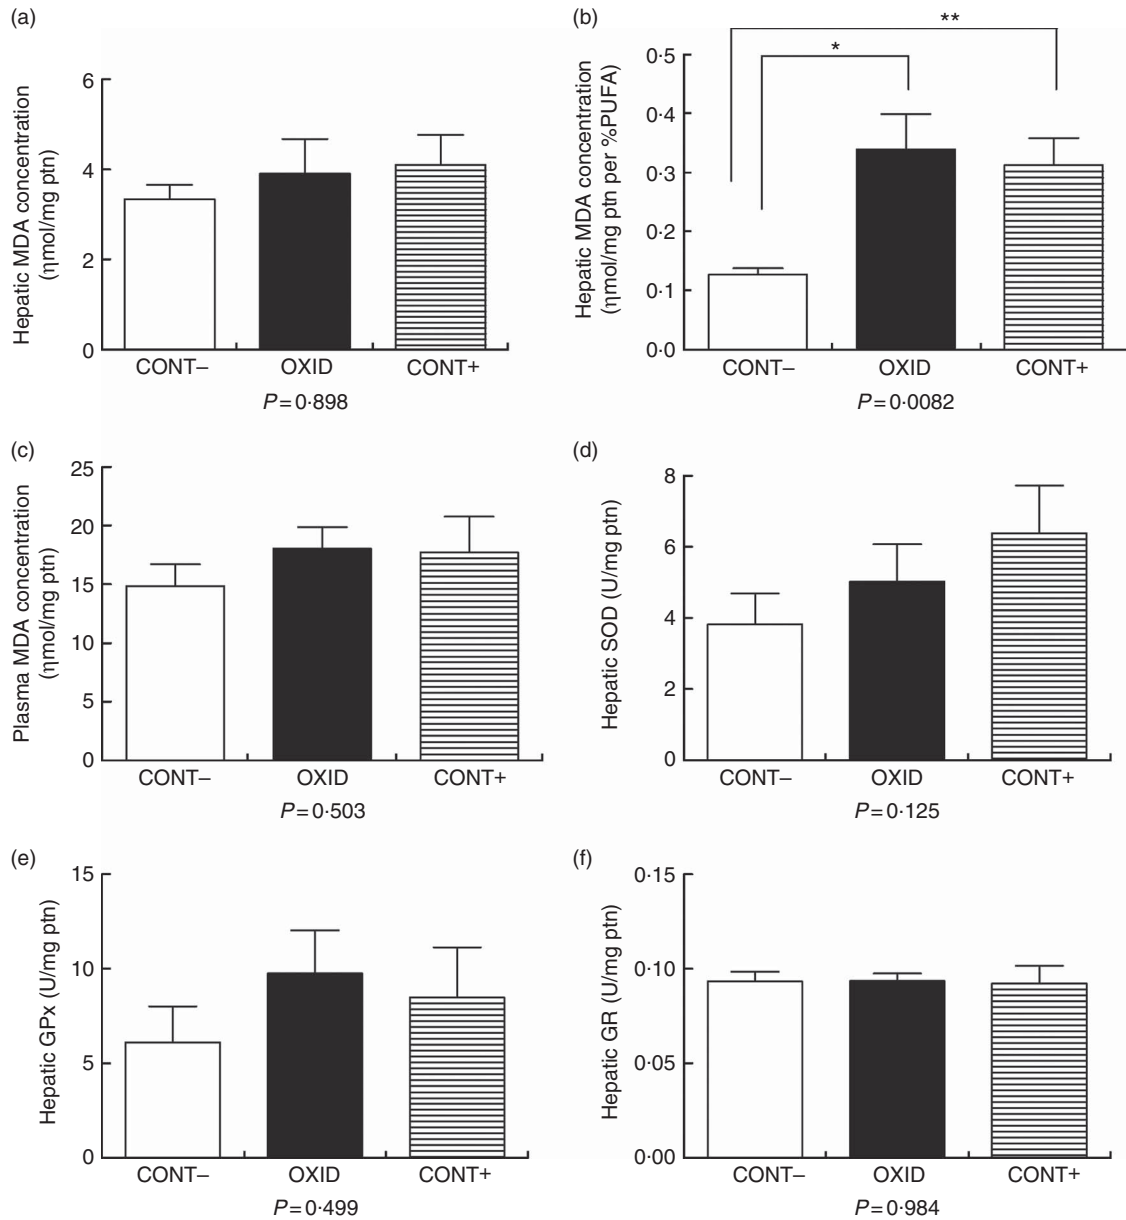 (a)
Hepatic MDA concentration
(ηmol/mg ptn)
6
4
2
0
CONT–
OXID
CONT+
P=0·898
(b)
**
*
Hepatic MDA concentration
(ηmol/mg ptn per %PUFA)
0·5
0·4
0·3
0·2
0·1
0·0
CONT–
OXID
CONT+
P=0·0082
(c)
Plasma MDA concentration
(ηmol/mg ptn)
25
20
15
10
5
0
CONT–
OXID
CONT+
P=0·503
(d)
Hepatic SOD (U/mg ptn)
8
6
4
2
0
CONT–
OXID
CONT+
P=0·125
(e)
Hepatic GPx (U/mg ptn)
15
10
5
0
CONT–
OXID
CONT+
P=0·499
(f)
Hepatic GR (U/mg ptn)
0·15
0·10
0·05
0·00
CONT–
OXID
CONT+
P=0·984